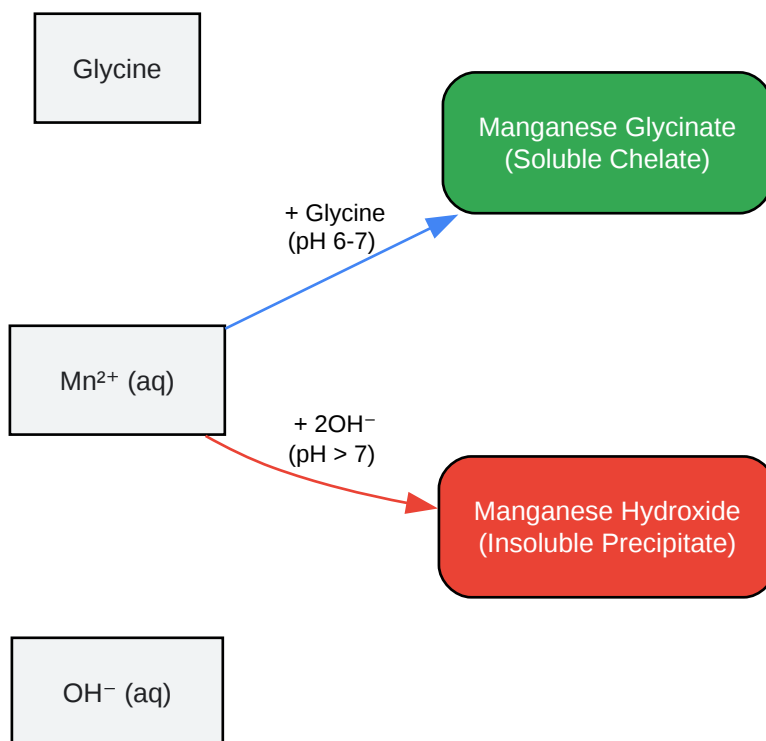 Glycine
Manganese Glycinate
(Soluble Chelate)
+ Glycine
(pH 6-7)
Mn²⁺ (aq)
+ 2OH⁻
(pH > 7)
Manganese Hydroxide
(Insoluble Precipitate)
OH⁻ (aq)